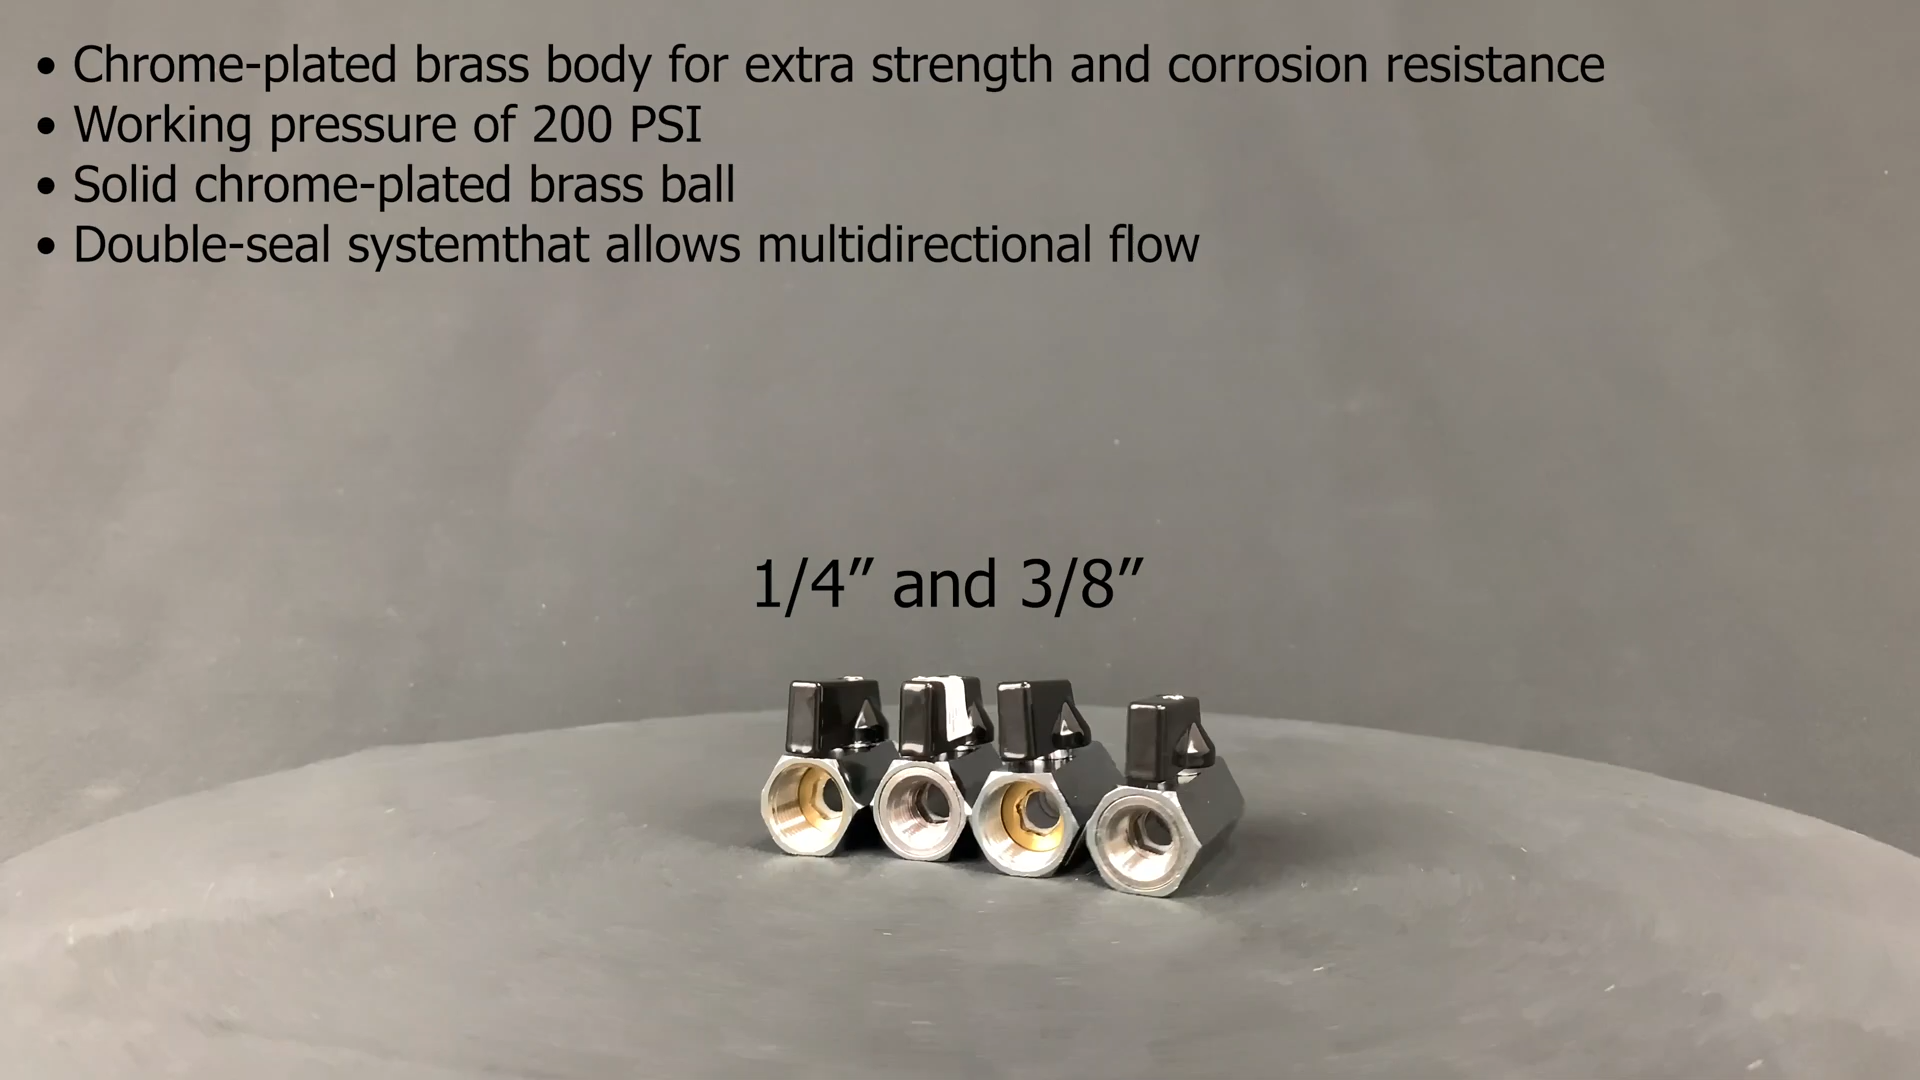 • Chrome-plated brass body for extra strength and corrosion resistance
• Working pressure of 200 PSI
• Solid chrome-plated brass ball
• Double-seal systemthat allows multidirectional flow
1/4” and 3/8”